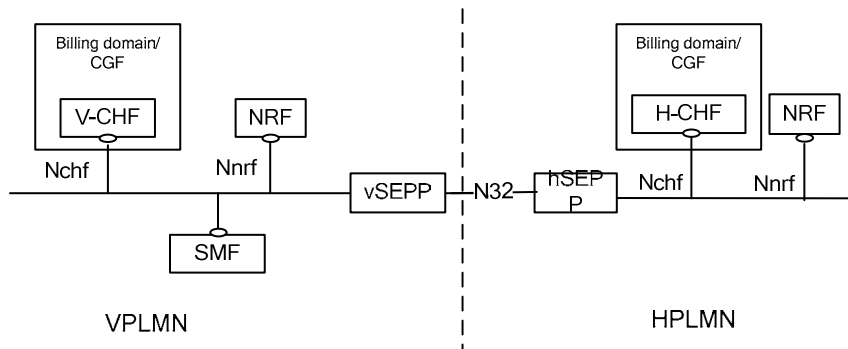 Billing domain/
CGF
V-CHF
NRF
Nchf
Nnrf
SMF
vSEPP
N32
hSEP
P
Billing domain/
CGF
H-CHF
NRF
Nchf
Nnrf
VPLMN
HPLMN